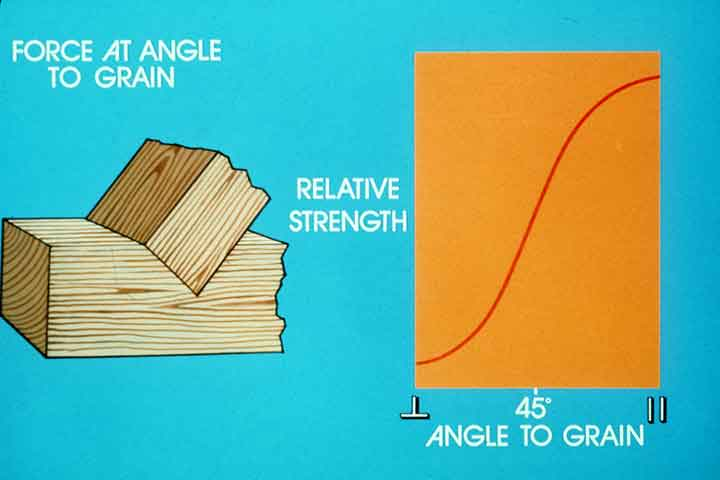 FORCE AT ANGLE
TO GRAIN
RELATIVE
STRENGTH
⊥ 45° ||
ANGLE TO GRAIN